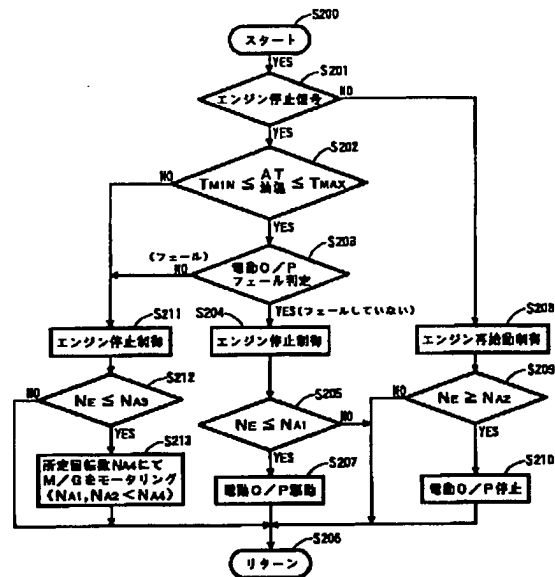 S200
スタート
YES
S201
エンジン停止信号
NO
YES
S202
TMIN ≦ AT油温 ≦ TMAX
NO
YES
S203
電動O/P
フェール判定
(フェール)
NO
YES(フェールしていない)
S211
エンジン停止制御
S204
エンジン停止制御
S208
エンジン再始動制御
S212
NE ≦ NA3
NO
YES
S205
NE ≦ NA1
NO
YES
S209
NE ≧ NA2
NO
YES
S213
所定回転数NA4にて
M/Gをモータリング
(NA1,NA2<NA4)
S207
電動O/P駆動
S210
電動O/P停止
S206
リターン